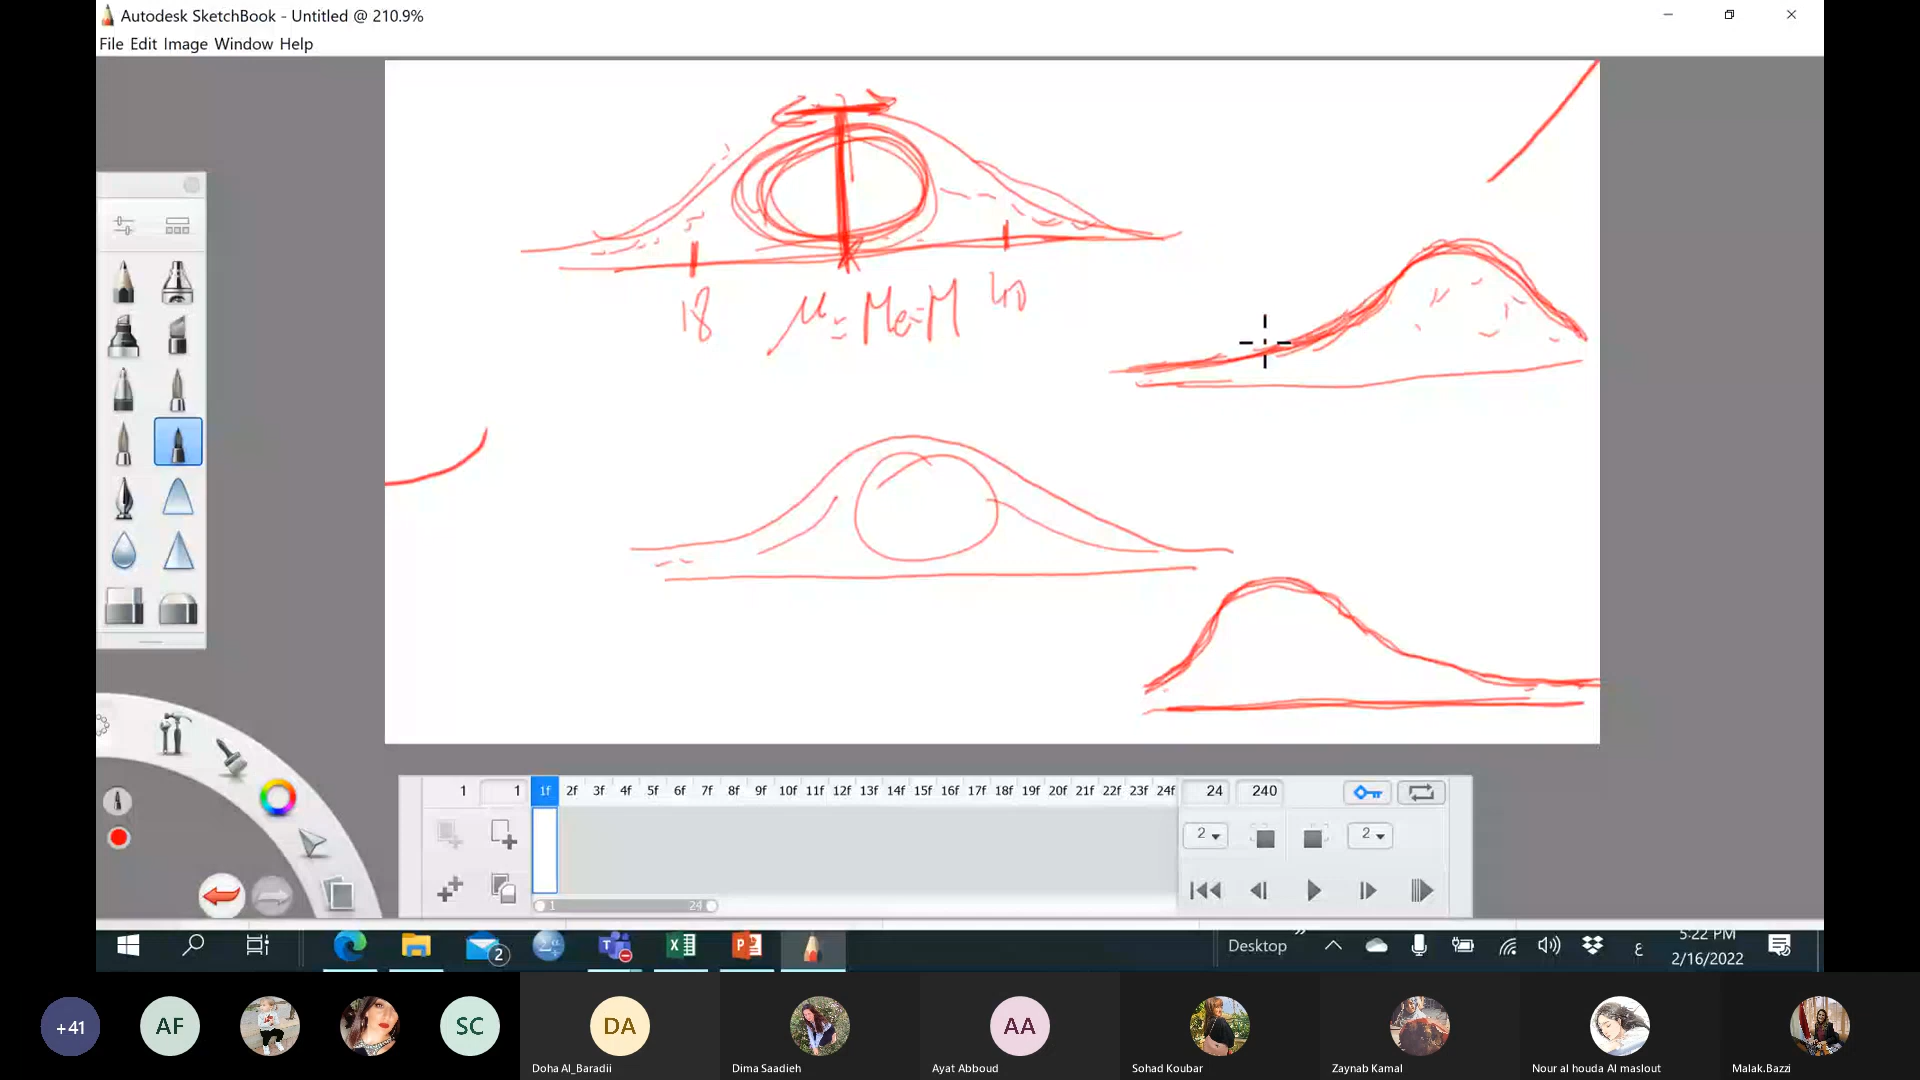 Autodesk SketchBook - Untitled @ 210.9%
File Edit Image Window Help
18 μ = Me = M 40
1 1 1f 2f 3f 4f 5f 6f 7f 8f 9f 10f 11f 12f 13f 14f 15f 16f 17f 18f 19f 20f 21f 22f 23f 24f 24 240
2 2
1 24
2
Desktop
ع
5:22 PM
2/16/2022
+41 AF SC DA AA
Doha Al_Baradii Dima Saadieh Ayat Abboud Sohad Koubar Zaynab Kamal Nour al houda Al maslout Malak.Bazzi